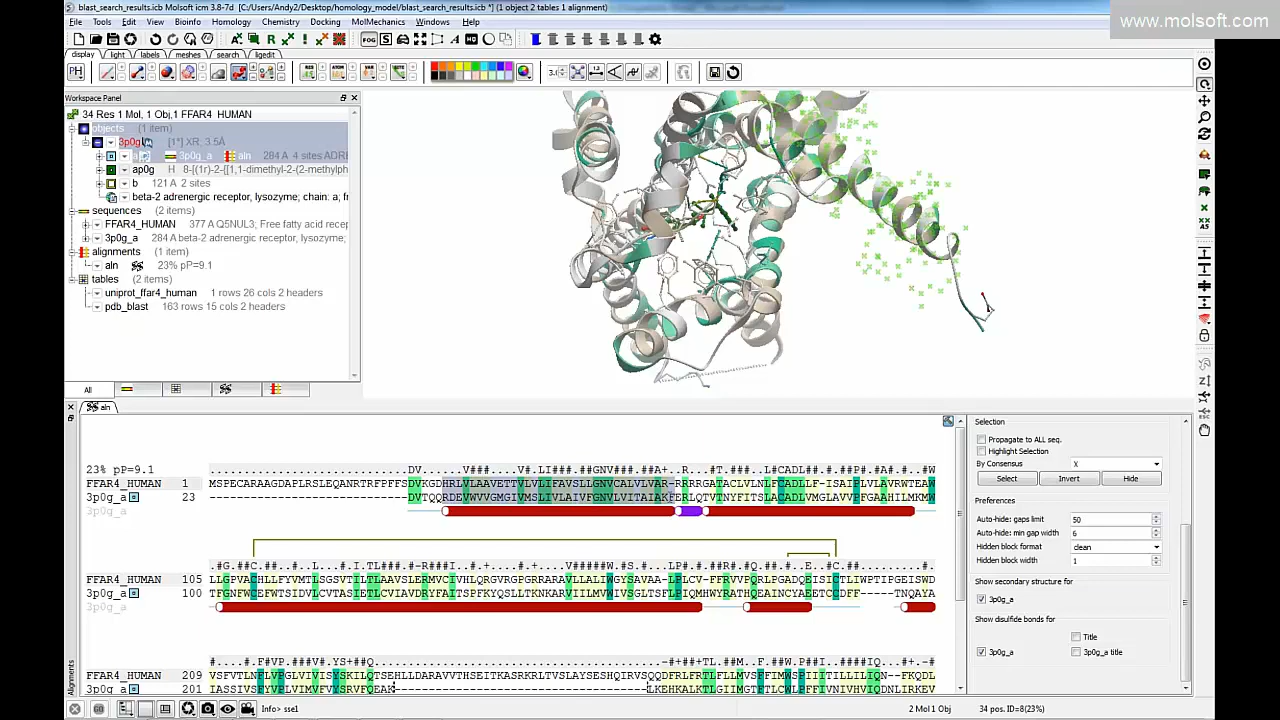 blast_search_results.icb Molsoft icm 3.8-7d [C:/Users/Andy2/Desktop/homology_model/blast_search_results.icb *] (1 object 2 tables 1 alignment)
www.molsoft.com
File Tools Edit View Bioinfo Homology Chemistry Docking MolMechanics Windows Help
display light labels meshes search ligedit
Workspace Panel
34 Res 1 Mol, 1 Obj,1 FFAR4_HUMAN
objects (1 item)
3p0g [1*] XR; 3.5Å
a 3p0g_a aln 284 A 4 sites
ap0g H 8-[(1r)-2-{[1,1-dimethyl-2-(2-methylph
b 121 A 2 sites
beta-2 adrenergic receptor, lysozyme; chain: a;
sequences (2 items)
FFAR4_HUMAN 377 A Q5NUL3; Free fatty acid recep
3p0g_a 284 A beta-2 adrenergic receptor, lysozyme;
alignments (1 item)
aln 23% pP=9.1
tables (2 items)
uniprot_ffar4_human 1 rows 26 cols 2 headers
pdb_blast 163 rows 15 cols 2 headers
All
aln
Selection
Propagate to ALL seq.
Highlight Selection
By Consensus X
Select Invert Hide
Preferences
Auto-hide: gaps limit 50
Auto-hide: min gap width 6
Hidden block format clean
Hidden block width 1
Show secondary structure for
3p0g_a
Show disulfide bonds for
Title
3p0g_a 3p0g_a title
Alignments
23% pP=9.1
FFAR4_HUMAN 1
3p0g_a 23
3p0g_a
FFAR4_HUMAN 105
3p0g_a 100
3p0g_a
FFAR4_HUMAN 209
3p0g_a 201
Info> ssel
2 Mol 1 Obj
34 pos. ID=8(23%)